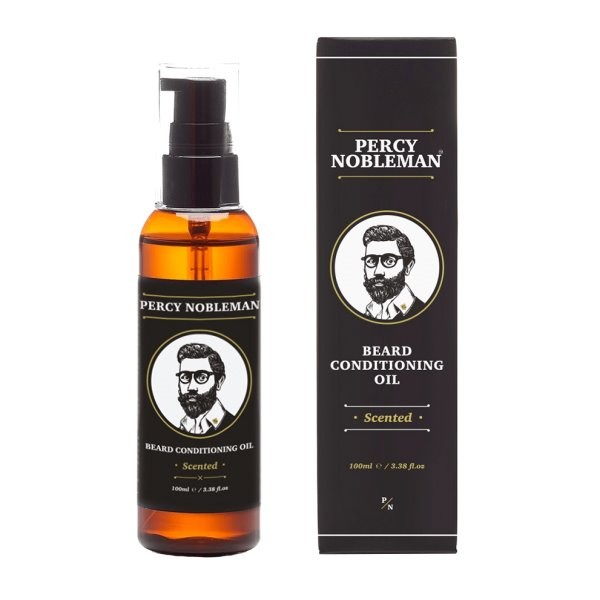 PERCY NOBLEMAN
BEARD CONDITIONING OIL
· Scented ·
100ml ℮ / 3.38 fl.oz
PERCY
NOBLEMAN®
BEARD
CONDITIONING
OIL
· Scented ·
100ml ℮ / 3.38 fl.oz
P/N